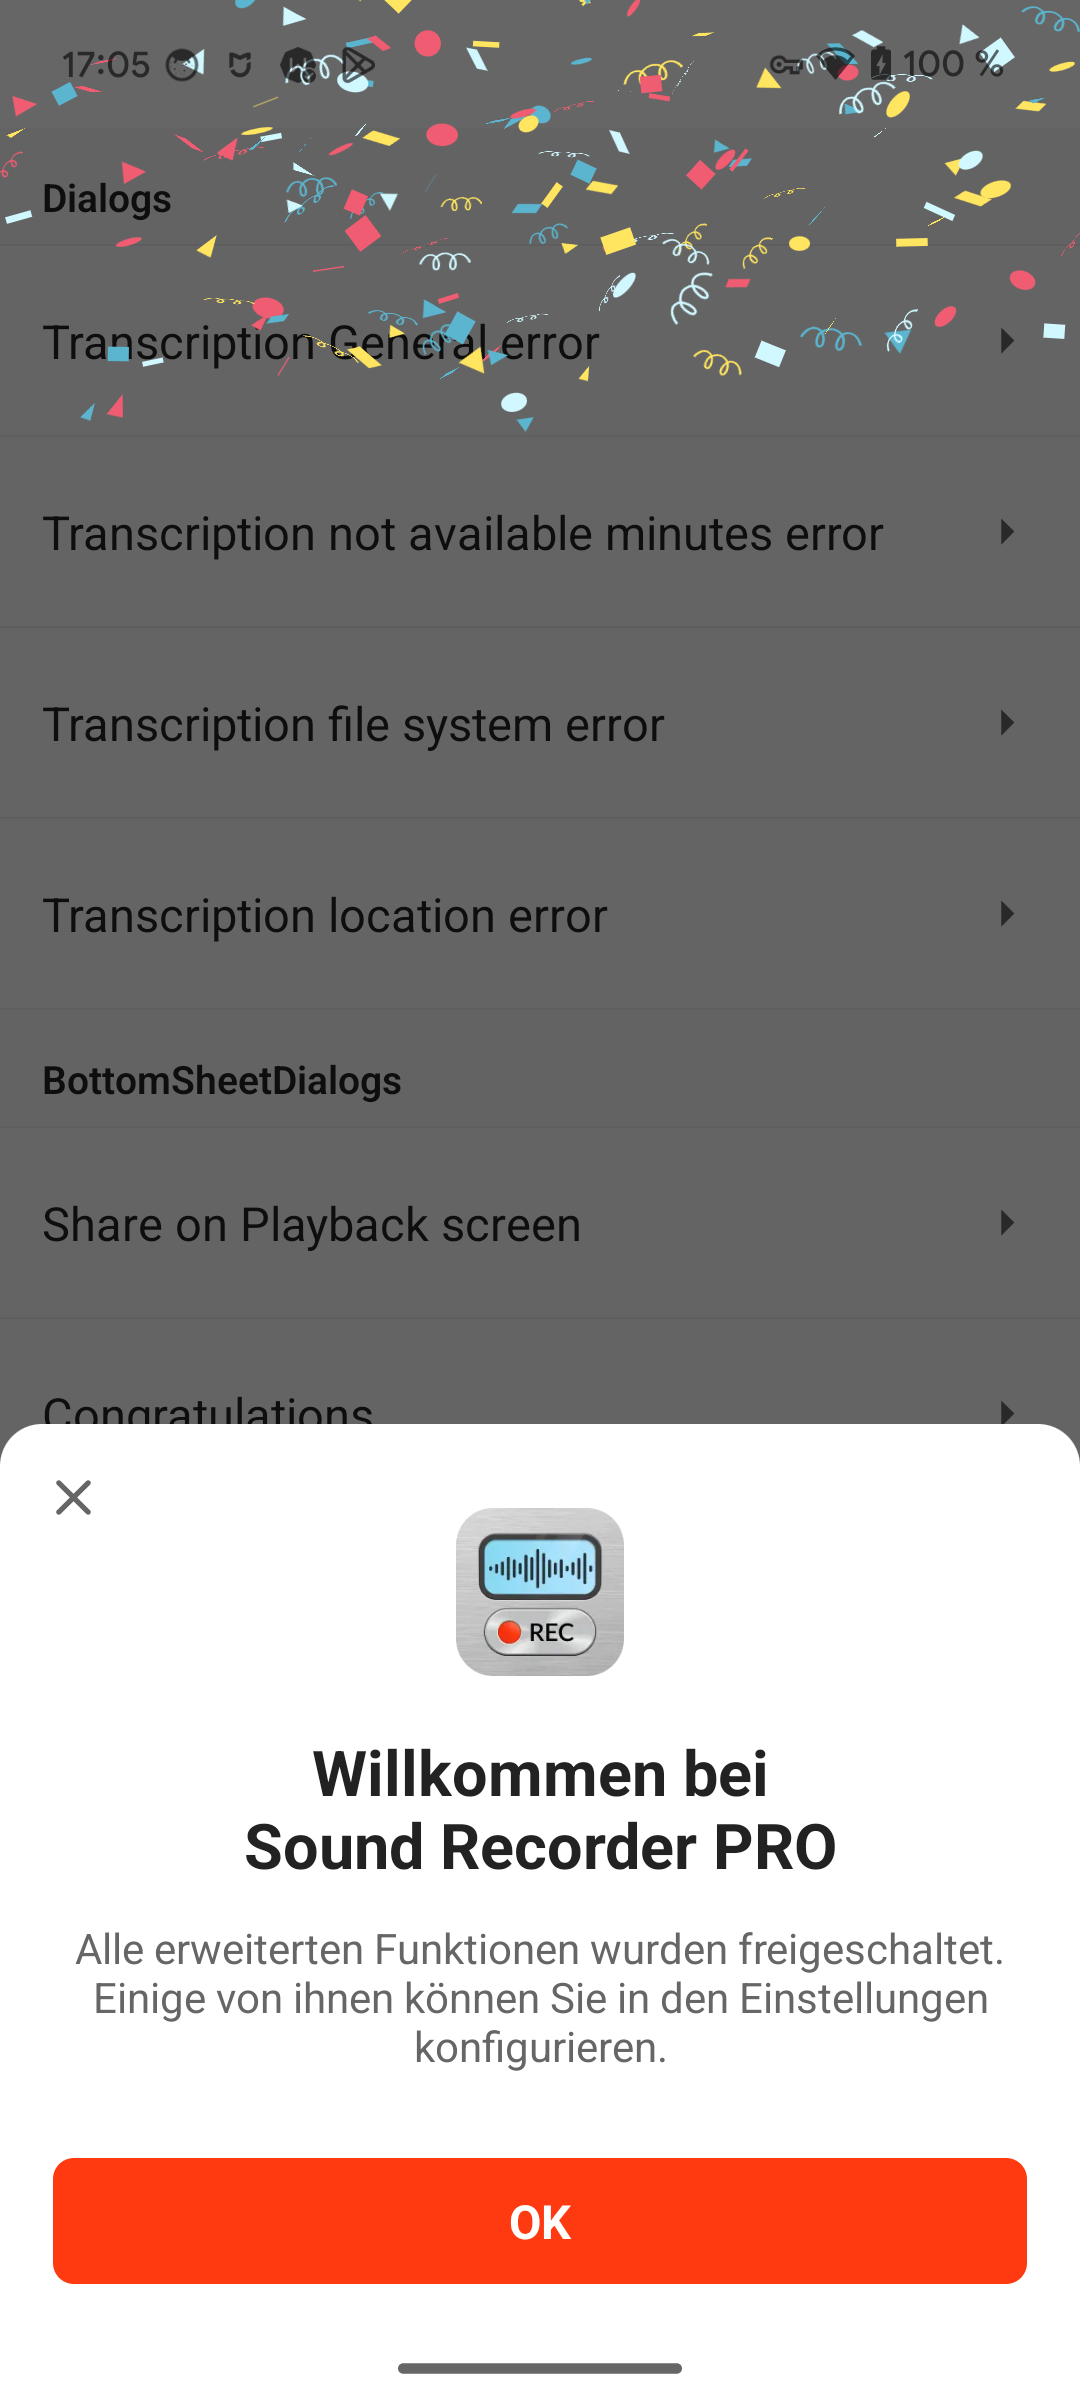 17:05
100 %
Dialogs
Transcription General error
Transcription not available minutes error
Transcription file system error
Transcription location error
BottomSheetDialogs
Share on Playback screen
Congratulations
REC
Willkommen bei
Sound Recorder PRO
Alle erweiterten Funktionen wurden freigeschaltet.
Einige von ihnen können Sie in den Einstellungen
konfigurieren.
OK